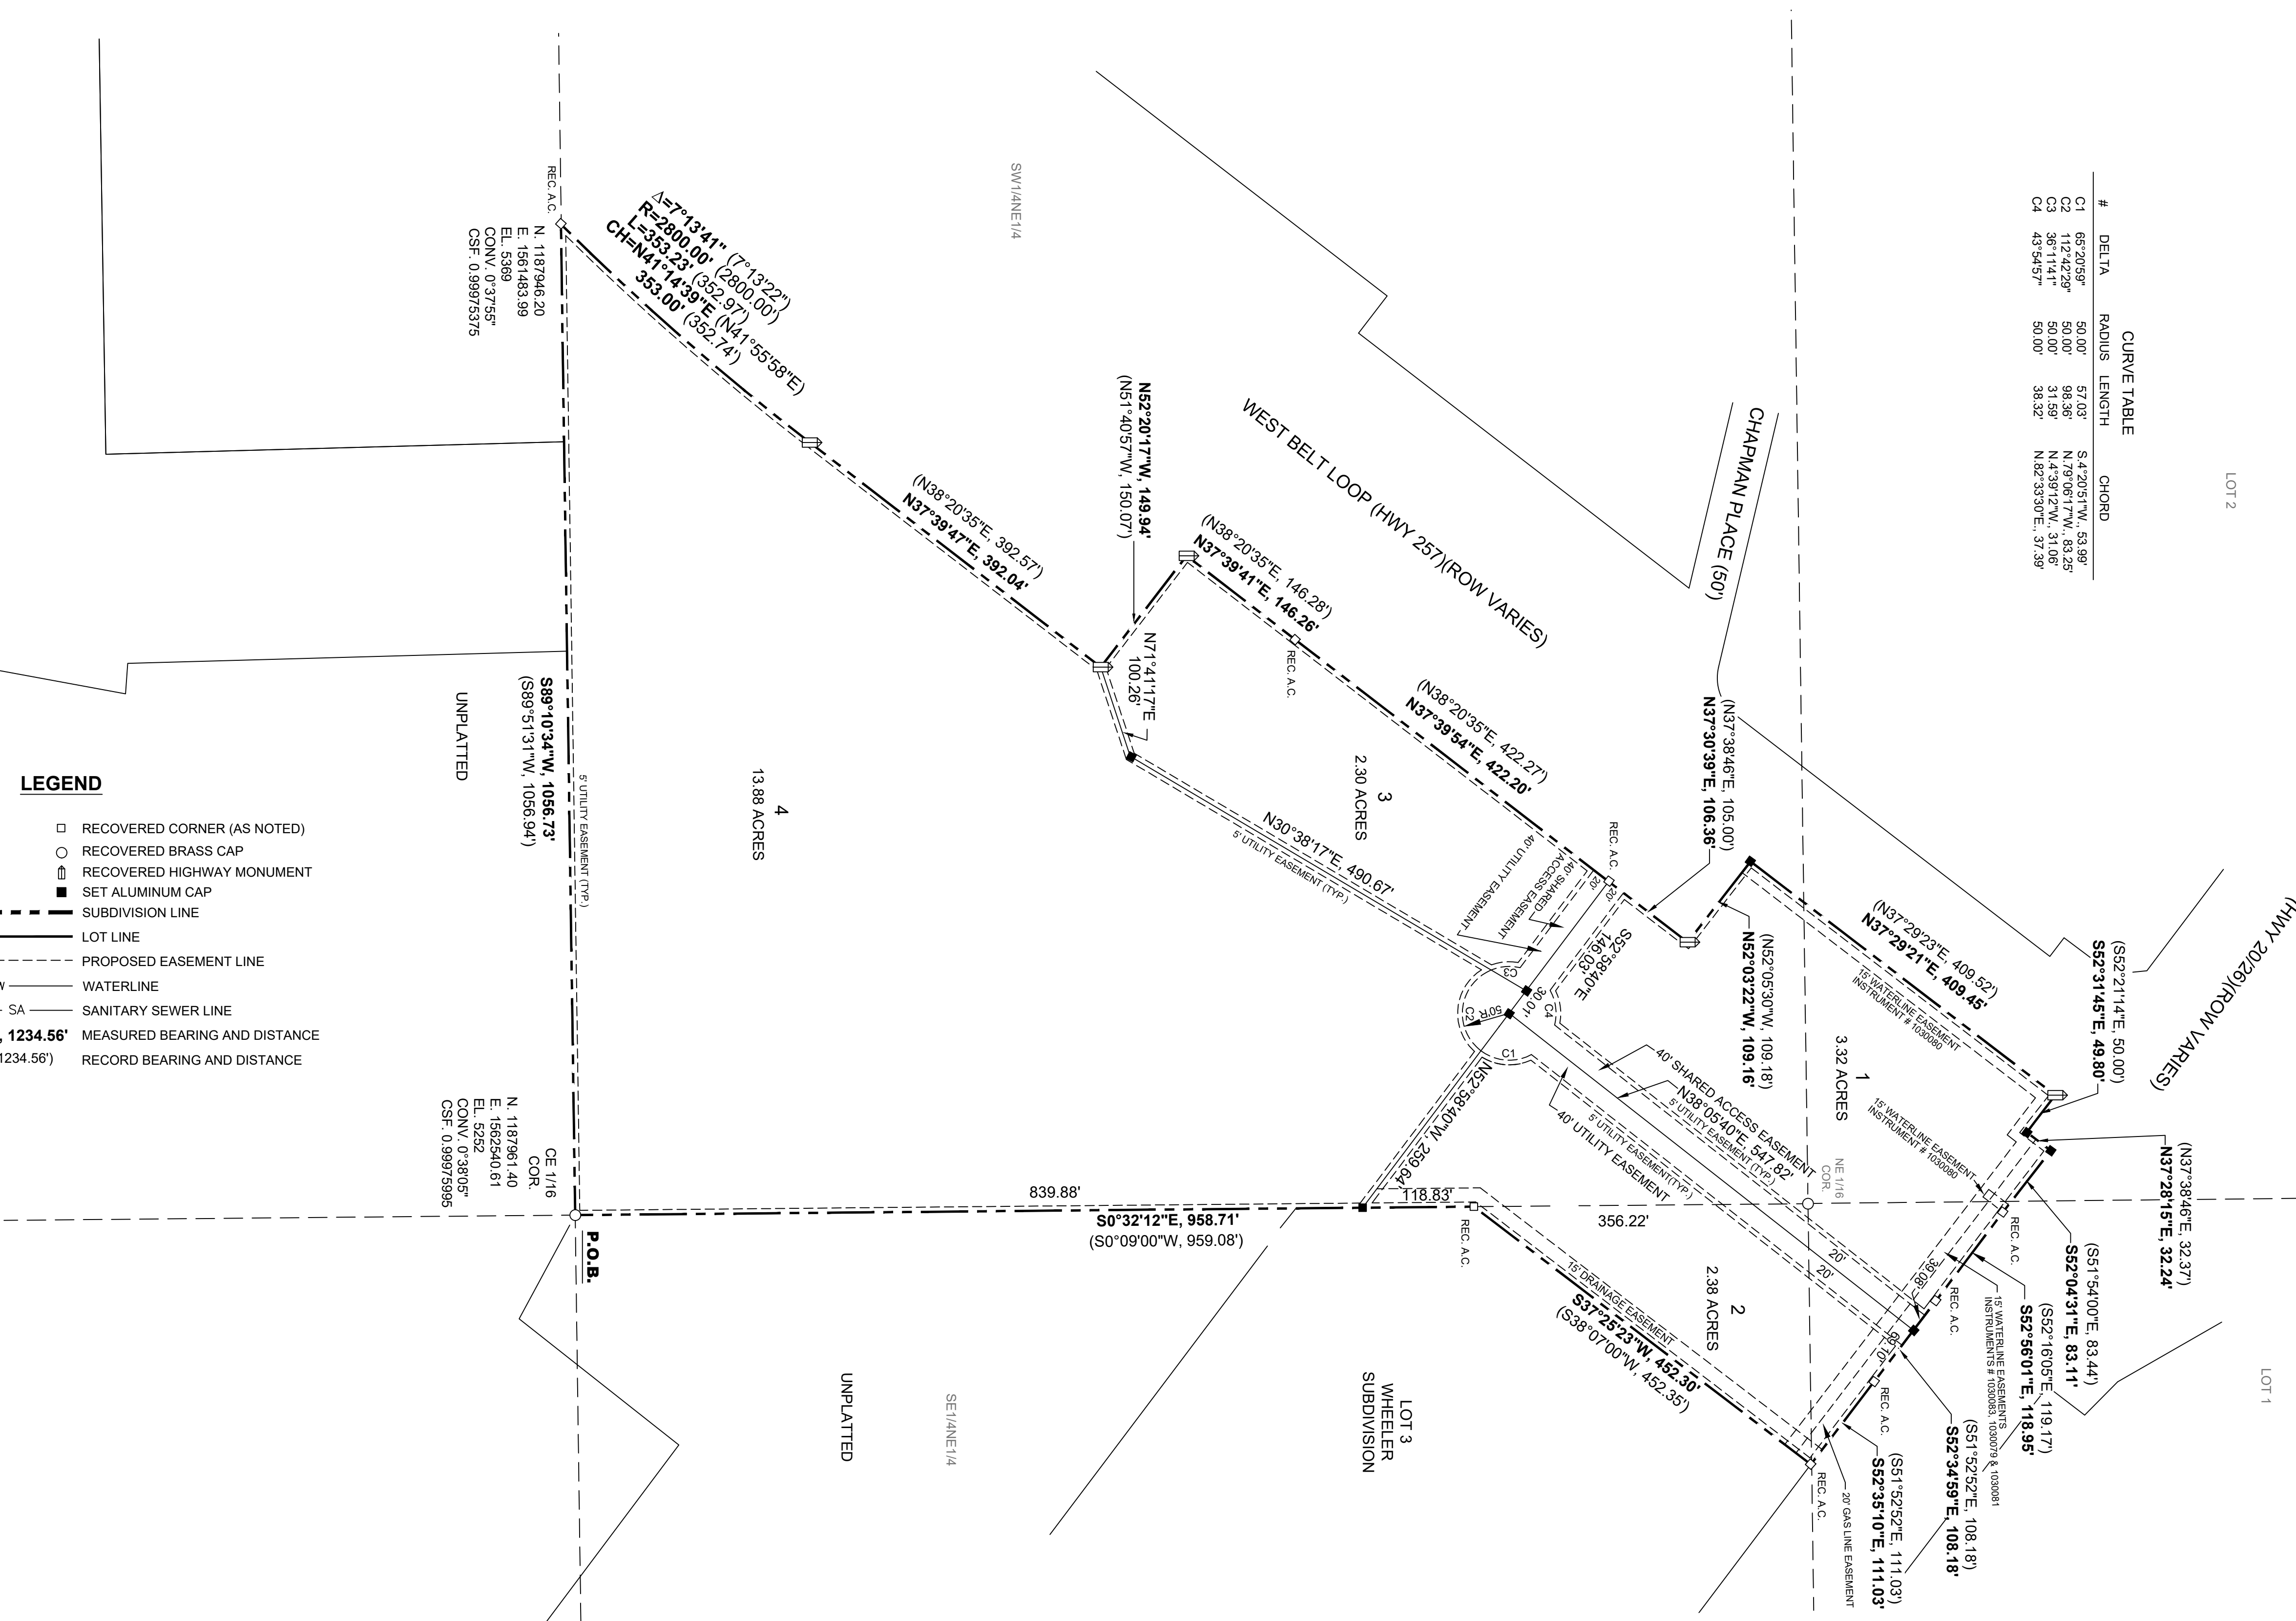 CURVE TABLE
# DELTA RADIUS LENGTH CHORD
C1 65°20'59" 50.00' 57.03' S.4°20'51"W., 53.99'
C2 112°42'29" 50.00' 98.36' N.79°06'17"W., 83.25'
C3 36°11'41" 50.00' 31.59' N.4°39'12"W., 31.06'
C4 43°54'57" 50.00' 38.32' N.82°33'30"E., 37.39'
LOT 2
LOT 1
SW1/4NE1/4
CHAPMAN PLACE (50')
WEST BELT LOOP (HWY 257)(ROW VARIES)
(HWY 20/26)(ROW VARIES)
REC. A.C.
N. 1187946.20
E. 1561483.99
EL. 5369
CONV. 0°37'55"
CSF. 0.99975375
Δ=7°13'41" (7°13'22")
R=2800.00' (2800.00')
L=353.23' (352.97')
CH=N41°14'39"E (N41°55'58"E)
353.00' (352.74')
(N38°20'35"E, 392.57')
N37°39'47"E, 392.04'
N52°20'17"W, 149.94'
(N51°40'57"W, 150.07')
(N38°20'35"E, 146.28')
N37°39'41"E, 146.26'
REC. A.C.
N71°41'17"E
100.26'
(N38°20'35"E, 422.27')
N37°39'54"E, 422.20'
REC. A.C.
3
2.30 ACRES
N30°38'17"E, 490.67'
5' UTILITY EASEMENT (TYP.)
40' UTILITY EASEMENT
40' SHARED
ACCESS EASEMENT
20'
20'
(N37°38'46"E, 105.00')
N37°30'39"E, 106.36'
(N52°05'30"W, 109.18')
N52°03'22"W, 109.16'
S52°58'40"E
146.03'
30.01'
C3
C4
C2
C1
50'R.
(N37°29'23"E, 409.52')
N37°29'21"E, 409.45'
15' WATERLINE EASEMENT
INSTRUMENT # 1030080
(S52°21'14"E, 50.00')
S52°31'45"E, 49.80'
(N37°38'46"E, 32.37')
N37°28'15"E, 32.24'
1
3.32 ACRES
15' WATERLINE EASEMENT
INSTRUMENT # 1030080
NE 1/16
COR.
40' SHARED ACCESS EASEMENT
N38°05'40"E, 547.82'
5' UTILITY EASEMENT (TYP.)
5' UTILITY EASEMENT(TYP.)
40' UTILITY EASEMENT
20'
20'
39.08'
69.10'
REC. A.C.
REC. A.C.
REC. A.C.
REC. A.C.
(S51°54'00"E, 83.44')
S52°04'31"E, 83.11'
(S52°16'05"E, 119.17')
S52°56'01"E, 118.95'
15' WATERLINE EASEMENTS
INSTRUMENTS # 1030083, 1030079 & 1030081
(S51°52'52"E, 108.18')
S52°34'59"E, 108.18'
(S51°52'52"E, 111.03')
S52°35'10"E, 111.03'
20' GAS LINE EASEMENT
2
2.38 ACRES
15' DRAINAGE EASEMENT
S37°25'23"W, 452.30'
(S38°07'00"W, 452.35')
N52°58'40"W, 259.64'
118.83'
356.22'
REC. A.C.
839.88'
S0°32'12"E, 958.71'
(S0°09'00"W, 959.08')
P.O.B.
4
13.88 ACRES
5' UTILITY EASEMENT (TYP.)
S89°10'34"W, 1056.73'
(S89°51'31"W, 1056.94')
UNPLATTED
CE 1/16
COR.
N. 1187961.40
E. 1562540.61
EL. 5252
CONV. 0°38'05"
CSF. 0.99975995
UNPLATTED
SE1/4NE1/4
LOT 3
WHEELER
SUBDIVISION
LEGEND
RECOVERED CORNER (AS NOTED)
RECOVERED BRASS CAP
RECOVERED HIGHWAY MONUMENT
SET ALUMINUM CAP
SUBDIVISION LINE
LOT LINE
PROPOSED EASEMENT LINE
WATERLINE
SA SANITARY SEWER LINE
, 1234.56' MEASURED BEARING AND DISTANCE
1234.56') RECORD BEARING AND DISTANCE